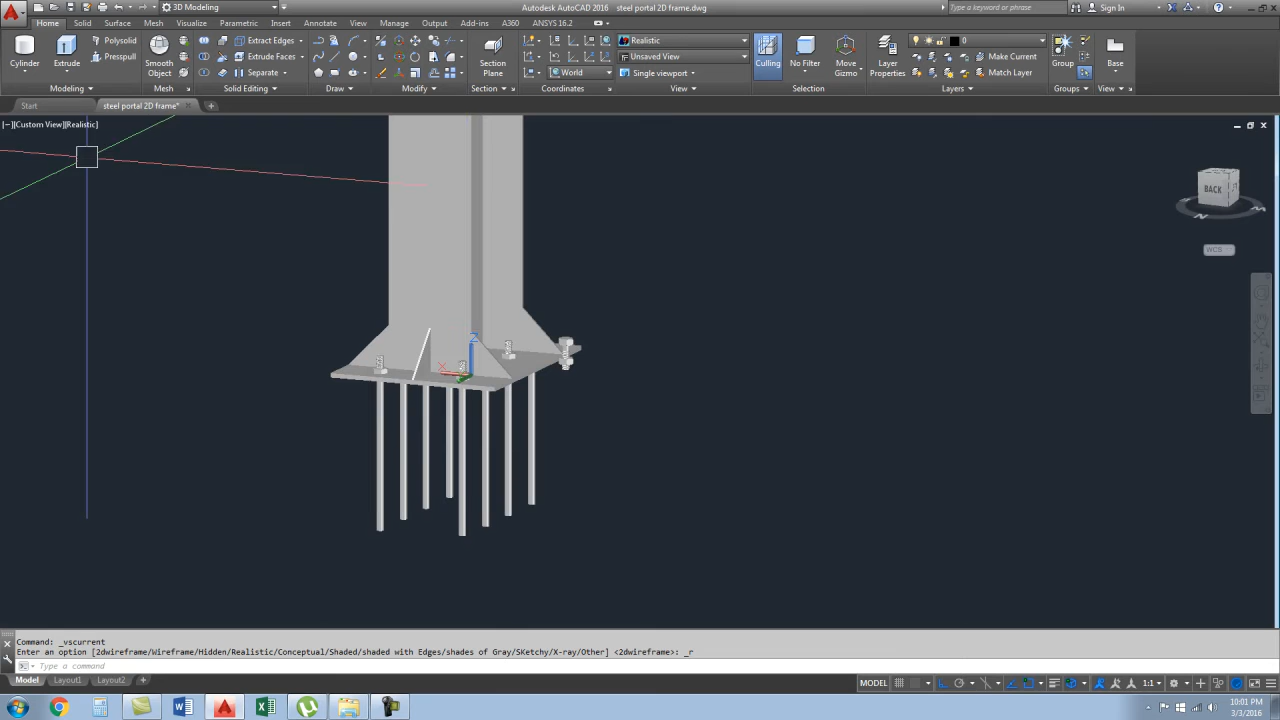 Autodesk AutoCAD 2016 steel portal 2D frame.dwg
3D Modeling
Type a keyword or phrase
Sign In
Home Solid Surface Mesh Visualize Parametric Insert Annotate View Manage Output Add-ins A360 ANSYS 16.2
Cylinder
Extrude
Polysolid
Presspull
Smooth
Object
Extract Edges
Extrude Faces
Separate
Section
Plane
World
Realistic
Unsaved View
Single viewport
Culling
No Filter
Move
Gizmo
Layer
Properties
0
Make Current
Match Layer
Group
Base
Modeling Mesh Solid Editing Draw Modify Section Coordinates View Selection Layers Groups View
Start
steel portal 2D frame*
[−][Custom View][Realistic]
BACK
WCS
Z
X
Command: _vscurrent
Enter an option [2dwireframe/Wireframe/Hidden/Realistic/Conceptual/Shaded/shaded with Edges/shades of Gray/SKetchy/X-ray/Other] <2dwireframe>: _r
Type a command
Model Layout1 Layout2
MODEL
1:1
10:01 PM
3/3/2016